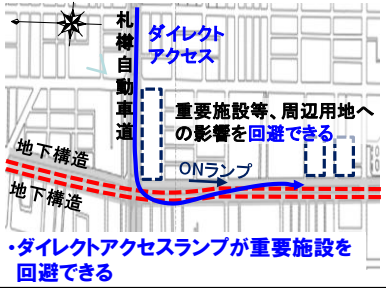 札樽自動車道
ダイレクト
アクセス
重要施設等、周辺用地へ
の影響を回避できる
地下構造
地下構造
ONランプ
・ダイレクトアクセスランプが重要施設を
回避できる